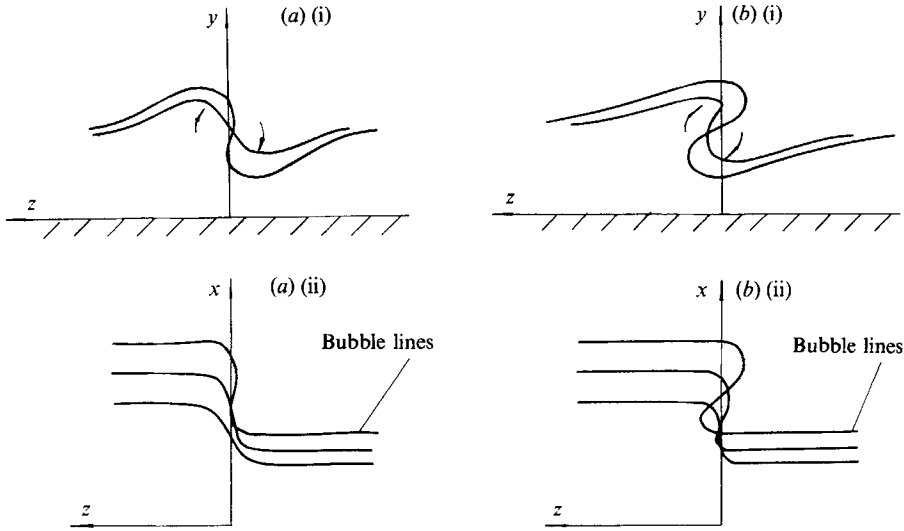 y (a) (i)
z
y (b) (i)
z
x (a) (ii)
Bubble lines
z
x (b) (ii)
Bubble lines
z